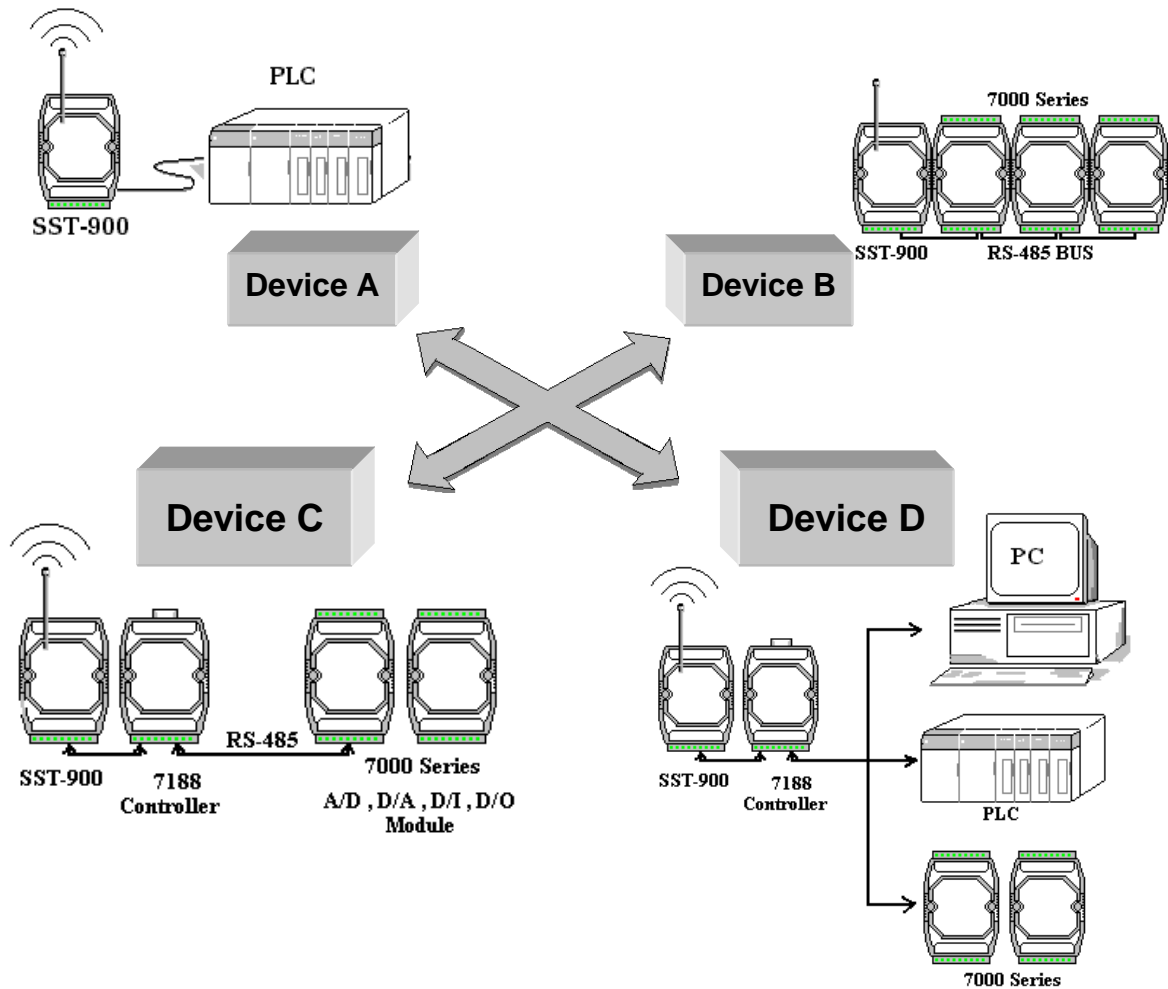 PLC
SST-900
7000 Series
SST-900
RS-485 BUS
Device A
Device B
Device C
Device D
SST-900
7188
Controller
RS-485
7000 Series
A/D , D/A , D/I , D/O
Module
PC
SST-900
7188
Controller
PLC
7000 Series